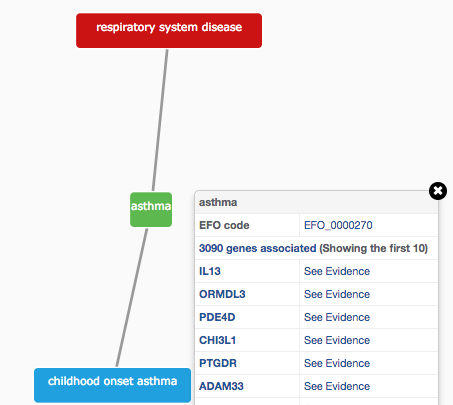 respiratory system disease
asthma
asthma
EFO code EFO_0000270
3090 genes associated (Showing the first 10)
IL13 See Evidence
ORMDL3 See Evidence
PDE4D See Evidence
CHI3L1 See Evidence
PTGDR See Evidence
ADAM33 See Evidence
childhood onset asthma